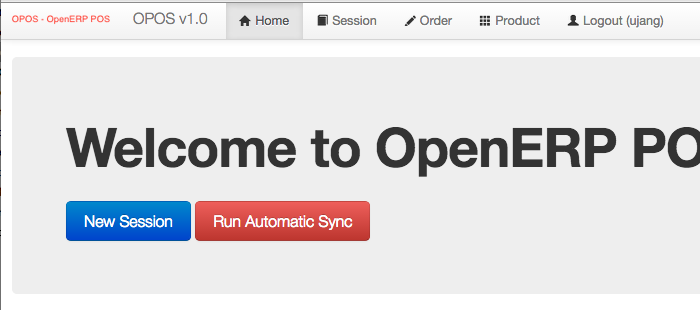 OPOS - OpenERP POS OPOS v1.0 Home Session Order Product Logout (ujang)
Welcome to OpenERP PO
New Session Run Automatic Sync